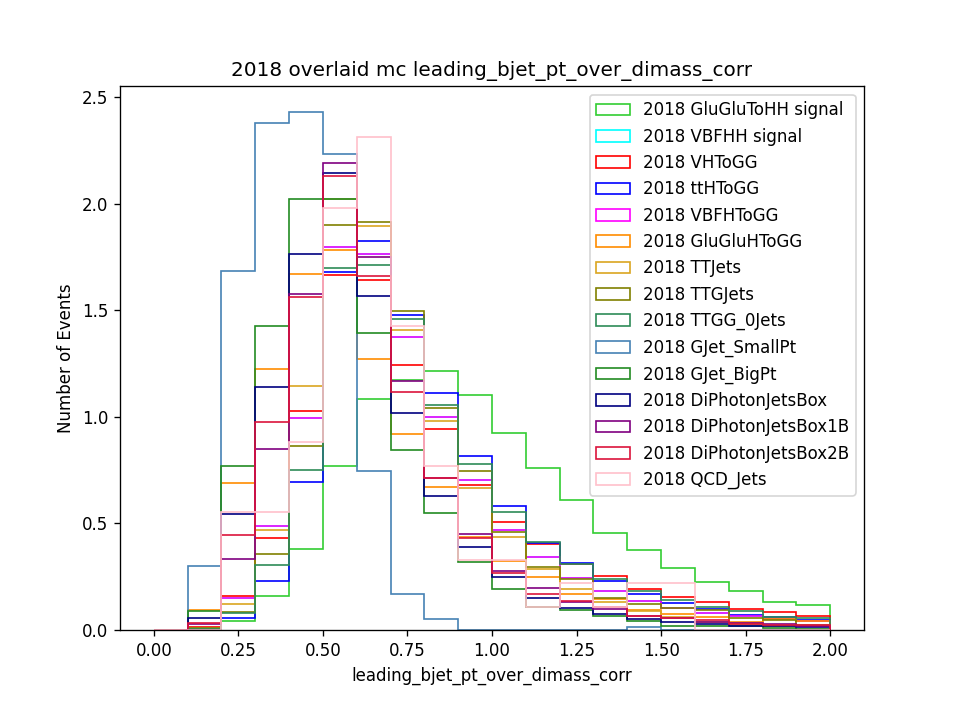 2018 overlaid mc leading_bjet_pt_over_dimass_corr
2.5
2.0
1.5
1.0
0.5
0.0
Number of Events
0.00 0.25 0.50 0.75 1.00 1.25 1.50 1.75 2.00
leading_bjet_pt_over_dimass_corr
2018 GluGluToHH signal
2018 VBFHH signal
2018 VHToGG
2018 ttHToGG
2018 VBFHToGG
2018 GluGluHToGG
2018 TTJets
2018 TTGJets
2018 TTGG_0Jets
2018 GJet_SmallPt
2018 GJet_BigPt
2018 DiPhotonJetsBox
2018 DiPhotonJetsBox1B
2018 DiPhotonJetsBox2B
2018 QCD_Jets